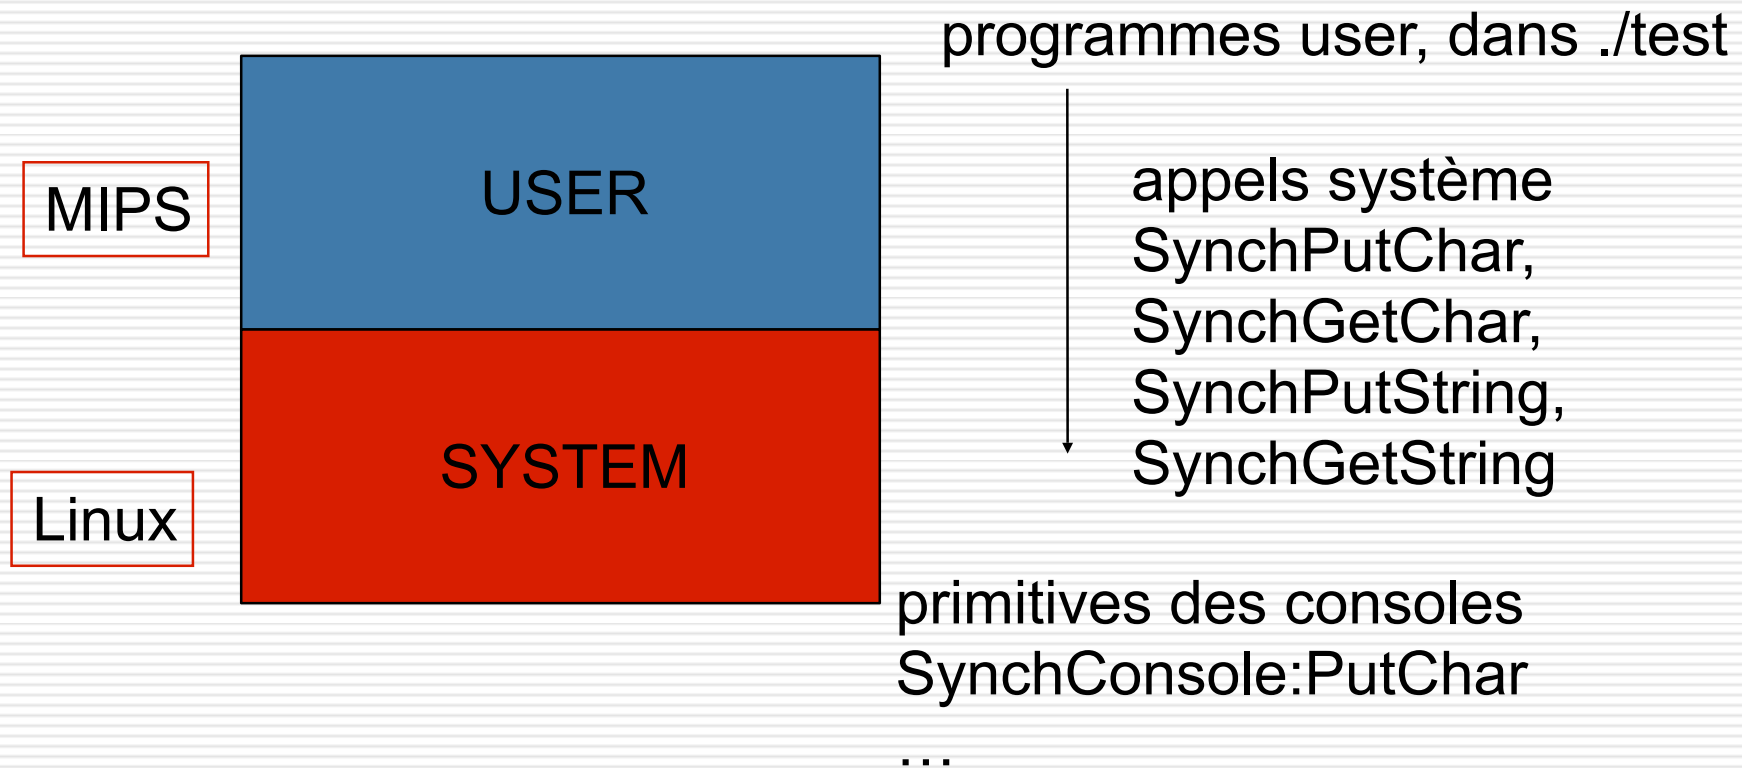 programmes user, dans ./test
MIPS
USER
appels système
SynchPutChar,
SynchGetChar,
SynchPutString,
SynchGetString
SYSTEM
Linux
primitives des consoles
SynchConsole:PutChar
…